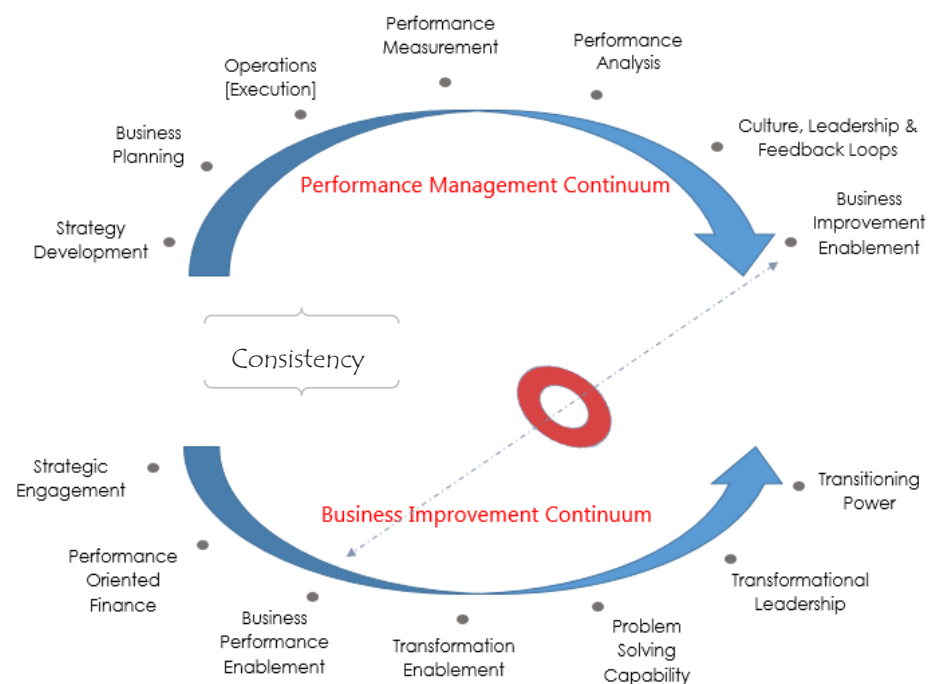 Performance
Measurement
Performance
Analysis
Operations
[Execution]
Culture, Leadership &
Feedback Loops
Business
Planning
Performance Management Continuum
Business
Improvement
Enablement
Strategy
Development
Consistency
Strategic
Engagement
Transitioning
Power
Business Improvement Continuum
Performance
Oriented
Finance
Transformational
Leadership
Business
Performance
Enablement
Transformation
Enablement
Problem
Solving
Capability